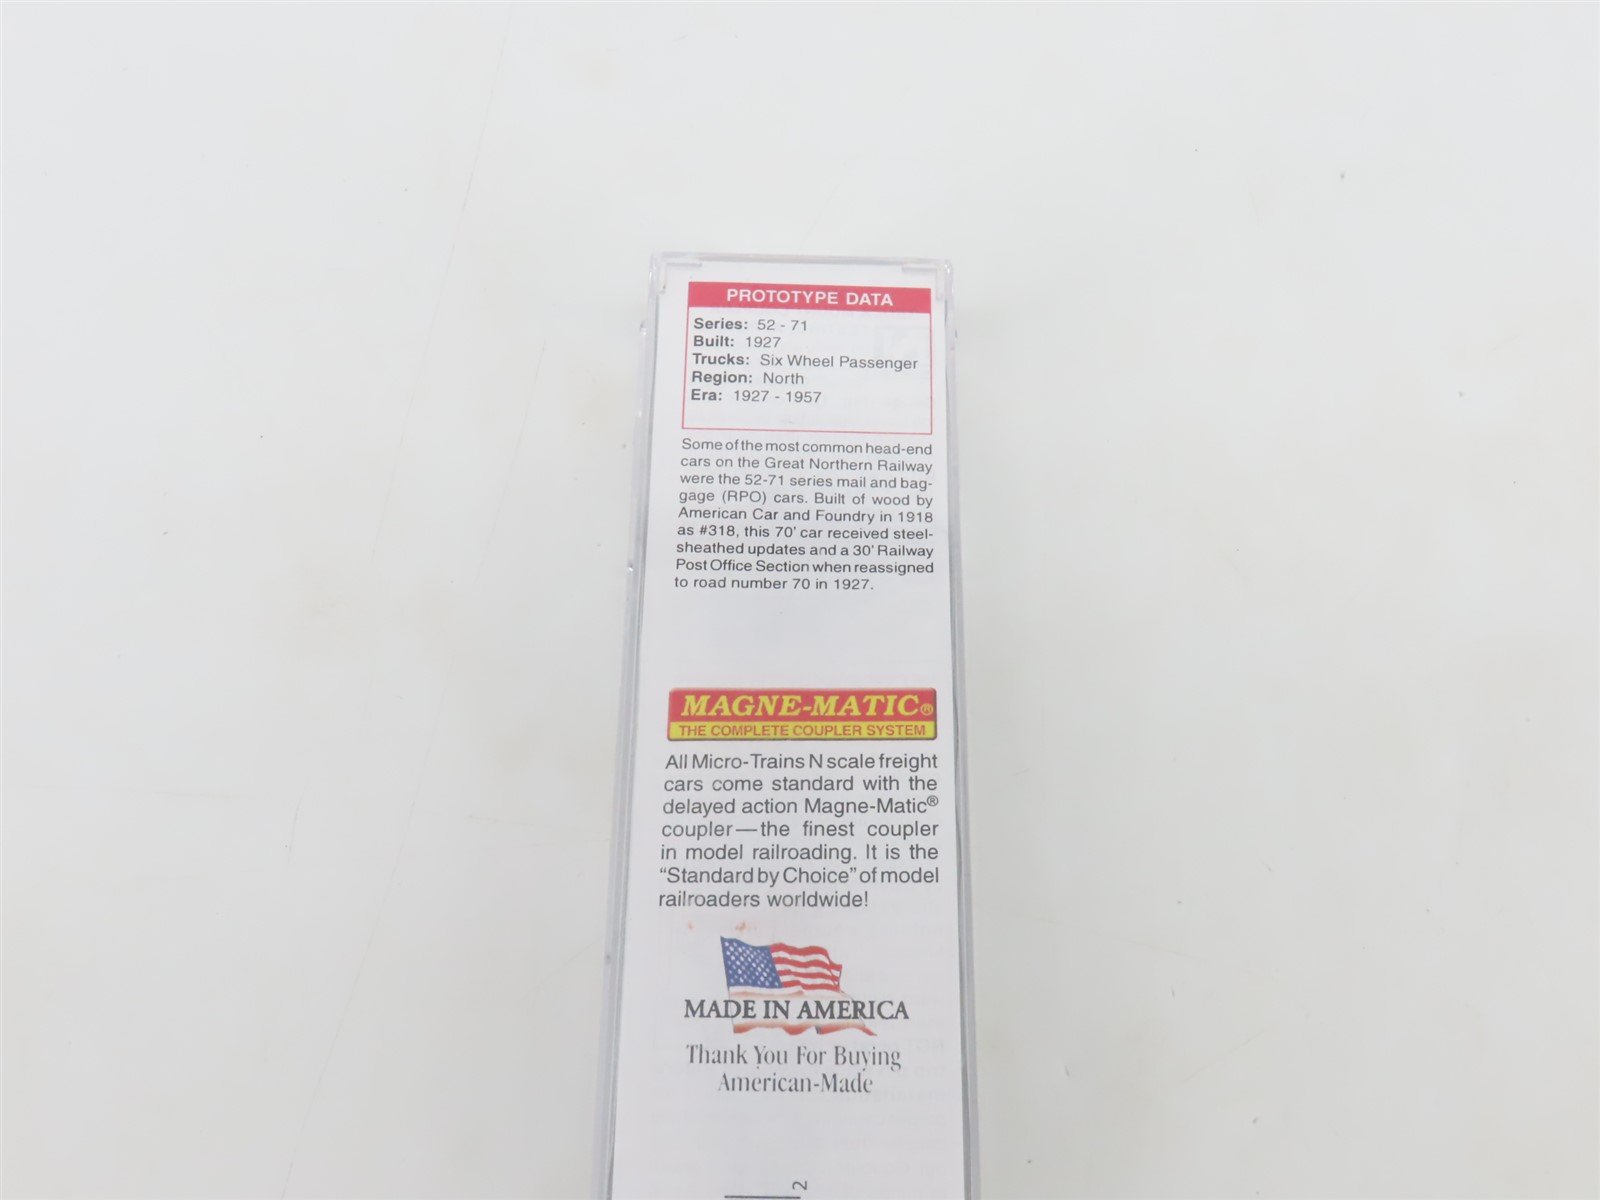 PROTOTYPE DATA
Series: 52 - 71
Built: 1927
Trucks: Six Wheel Passenger
Region: North
Era: 1927 - 1957
Some of the most common head-end
cars on the Great Northern Railway
were the 52-71 series mail and bag-
gage (RPO) cars. Built of wood by
American Car and Foundry in 1918
as #318, this 70' car received steel-
sheathed updates and a 30' Railway
Post Office Section when reassigned
to road number 70 in 1927.
MAGNE-MATIC®
THE COMPLETE COUPLER SYSTEM
All Micro-Trains N scale freight
cars come standard with the
delayed action Magne-Matic®
coupler—the finest coupler
in model railroading. It is the
“Standard by Choice” of model
railroaders worldwide!
MADE IN AMERICA
Thank You For Buying
American-Made
2